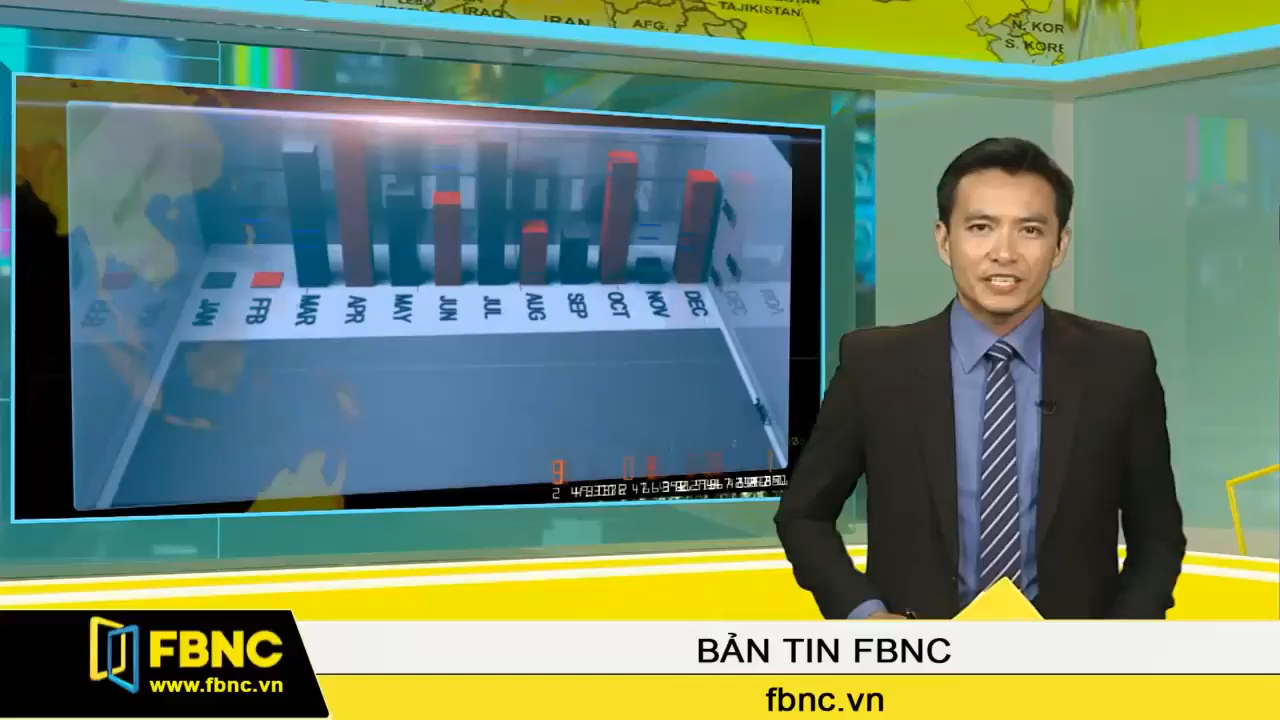 IRAQ
IRAN
AFG.
TAJIKISTAN
N. KOR
S. KORE
JAN
FEB
MAR
APR
MAY
JUN
JUL
AUG
SEP
OCT
NOV
DEC
FBNC
www.fbnc.vn
BẢN TIN FBNC
fbnc.vn